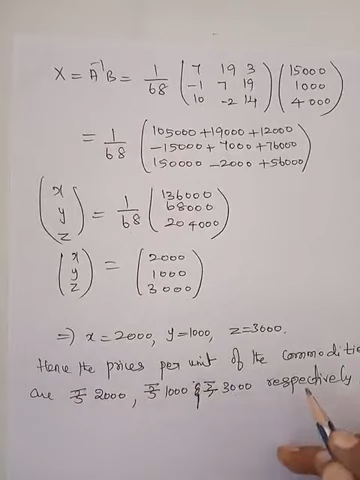 X = A⁻¹B = 1/68 (7 19 3 / -1 7 19 / 10 -2 14) (15000 / 1000 / 4000)
= 1/68 (105000 + 19000 + 12000 / -15000 + 7000 + 76000 / 150000 - 2000 + 56000)
(x / y / z) = 1/68 (136000 / 68000 / 204000)
(x / y / z) = (2000 / 1000 / 3000)
⇒ x = 2000, y = 1000, z = 3000.
Hence the prices per unit of the commoditi
are ₹ 2000, ₹ 1000 & ₹ 3000 respectively